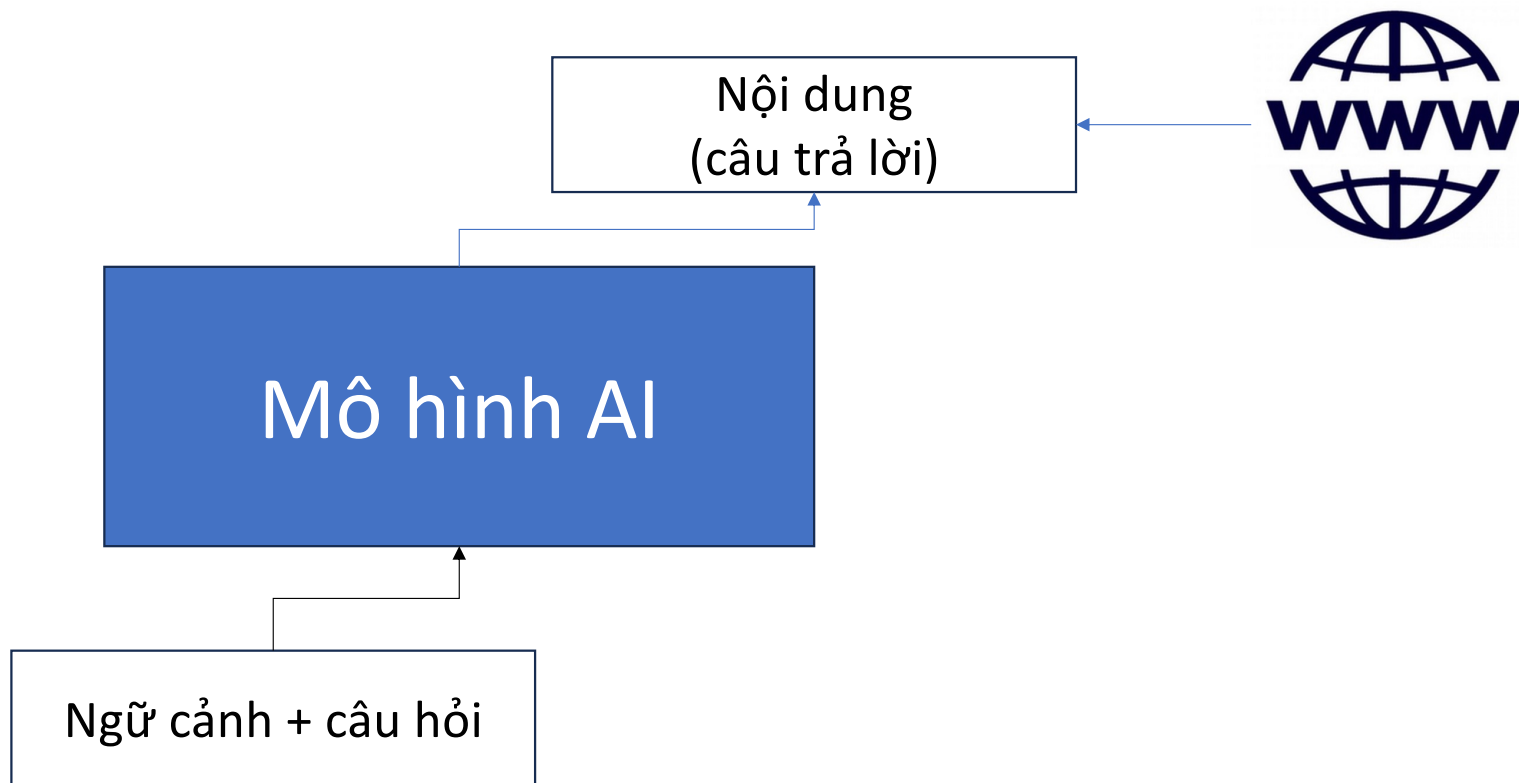 Nội dung
(câu trả lời)
WWW
Mô hình AI
Ngữ cảnh + câu hỏi